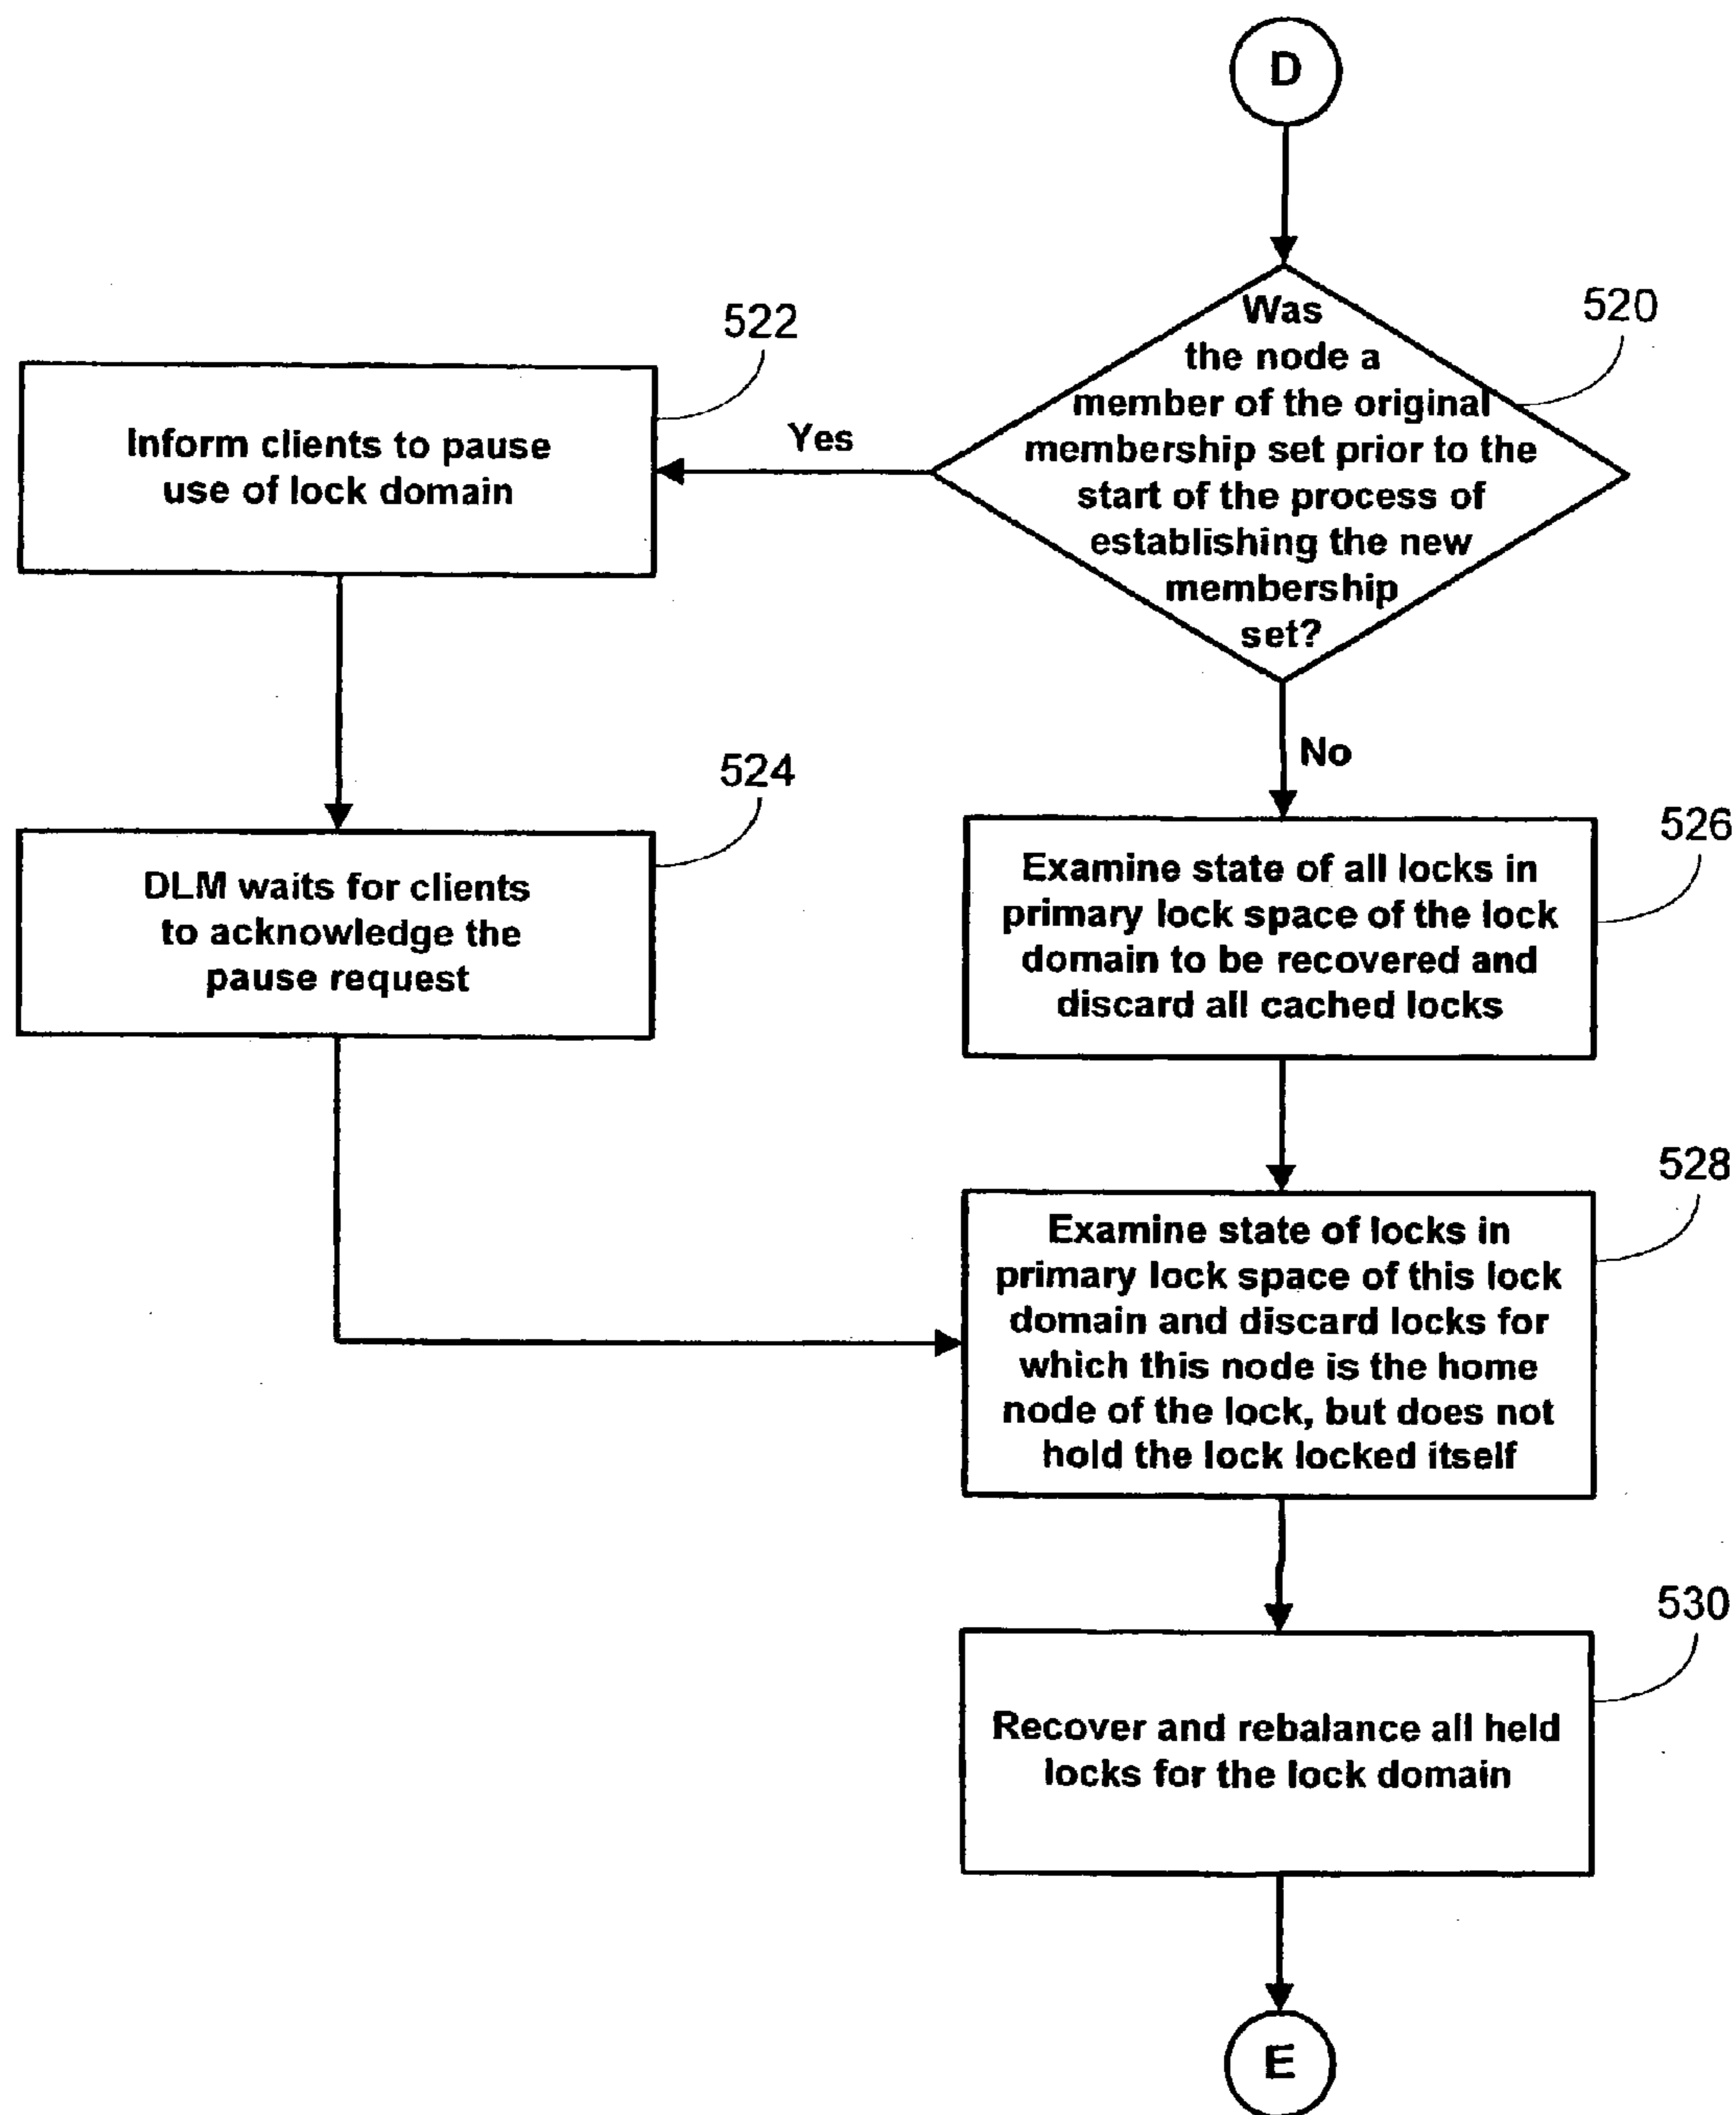 D
Was
the node a
member of the original
membership set prior to the
start of the process of
establishing the new
membership
set?
520
Yes
522
Inform clients to pause
use of lock domain
524
DLM waits for clients
to acknowledge the
pause request
No
526
Examine state of all locks in
primary lock space of the lock
domain to be recovered and
discard all cached locks
528
Examine state of locks in
primary lock space of this lock
domain and discard locks for
which this node is the home
node of the lock, but does not
hold the lock locked itself
530
Recover and rebalance all held
locks for the lock domain
E